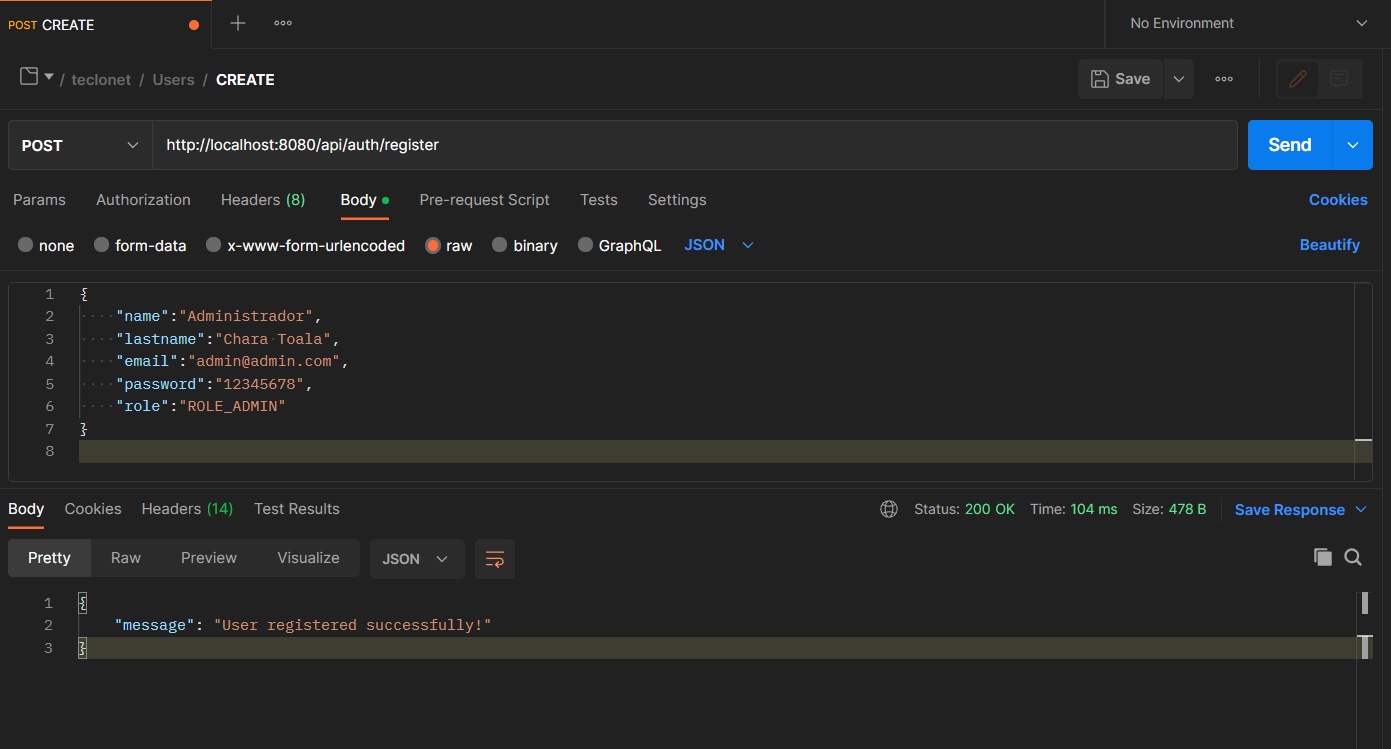 POST CREATE
No Environment
/ teclonet / Users / CREATE
Save
POST
http://localhost:8080/api/auth/register
Send
Params Authorization Headers (8) Body Pre-request Script Tests Settings Cookies
none form-data x-www-form-urlencoded raw binary GraphQL JSON Beautify
1 {
2 "name":"Administrador",
3 "lastname":"Chara Toala",
4 "email":"admin@admin.com",
5 "password":"12345678",
6 "role":"ROLE_ADMIN"
7 }
8
Body Cookies Headers (14) Test Results Status: 200 OK Time: 104 ms Size: 478 B Save Response
Pretty Raw Preview Visualize JSON
1 {
2 "message": "User registered successfully!"
3 }